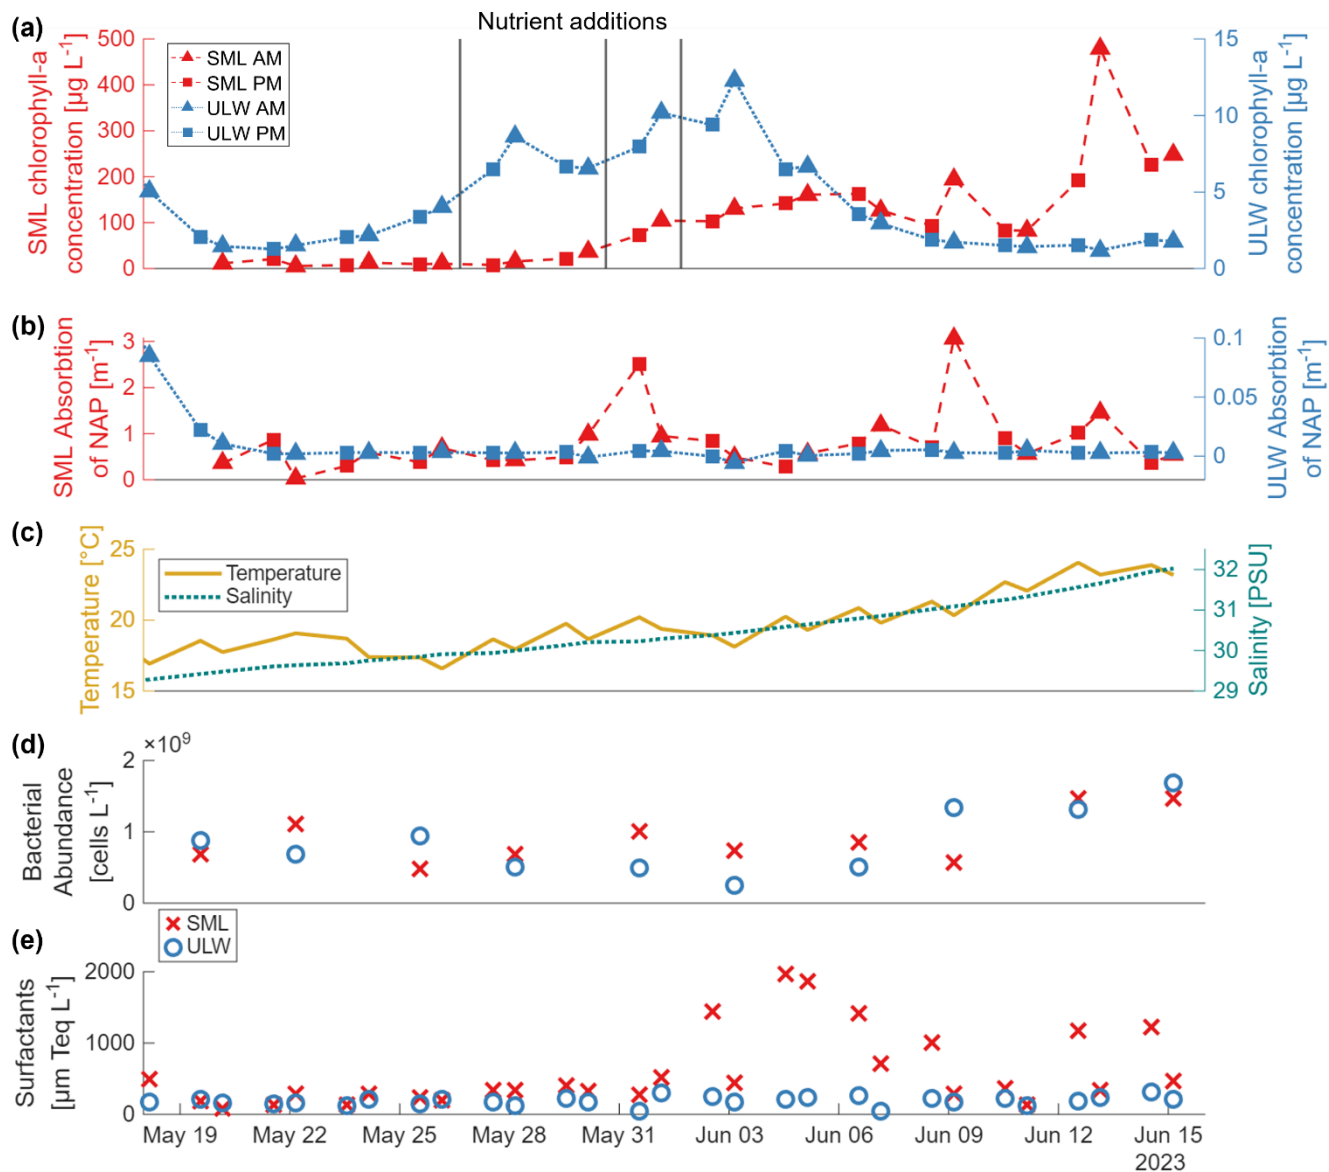 Nutrient additions
(a)
SML chlorophyll-a
concentration [µg L⁻¹]
500
400
300
200
100
0
SML AM
SML PM
ULW AM
ULW PM
15
10
5
0
ULW chlorophyll-a
concentration [µg L⁻¹]
(b)
SML Absorbtion
of NAP [m⁻¹]
3
2
1
0
0.1
0.05
0
ULW Absorbtion
of NAP [m⁻¹]
(c)
Temperature [°C]
25
20
15
Temperature
Salinity
32
31
30
29
Salinity [PSU]
(d)
×10⁹
Bacterial
Abundance
[cells L⁻¹]
2
1
0
SML
ULW
(e)
Surfactants
[µm Teq L⁻¹]
2000
1000
0
May 19 May 22 May 25 May 28 May 31 Jun 03 Jun 06 Jun 09 Jun 12 Jun 15
2023